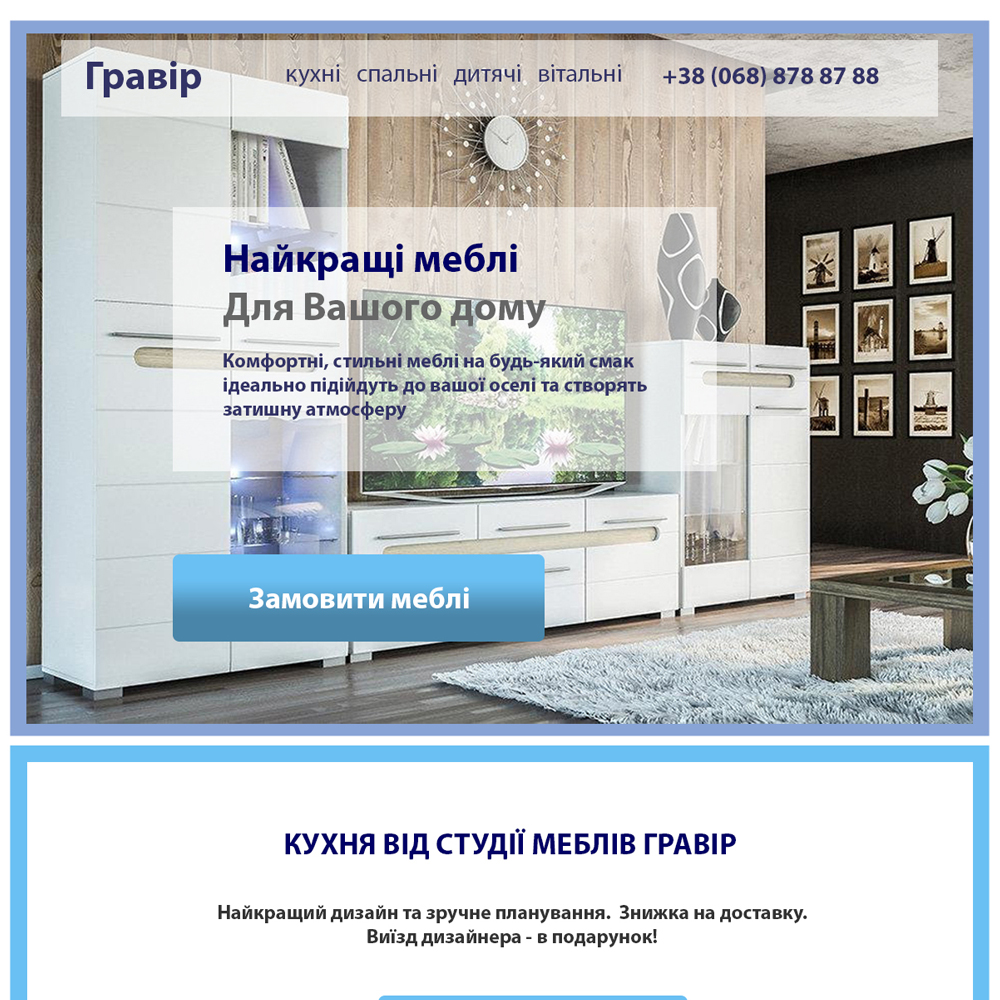 Гравір
кухні спальні дитячі вітальні
+38 (068) 878 87 88
Найкращі меблі
Для Вашого дому
Комфортні, стильні меблі на будь-який смак
ідеально підійдуть до вашої оселі та створять
затишну атмосферу
Замовити меблі
КУХНЯ ВІД СТУДІЇ МЕБЛІВ ГРАВІР
Найкращий дизайн та зручне планування. Знижка на доставку.
Виїзд дизайнера - в подарунок!